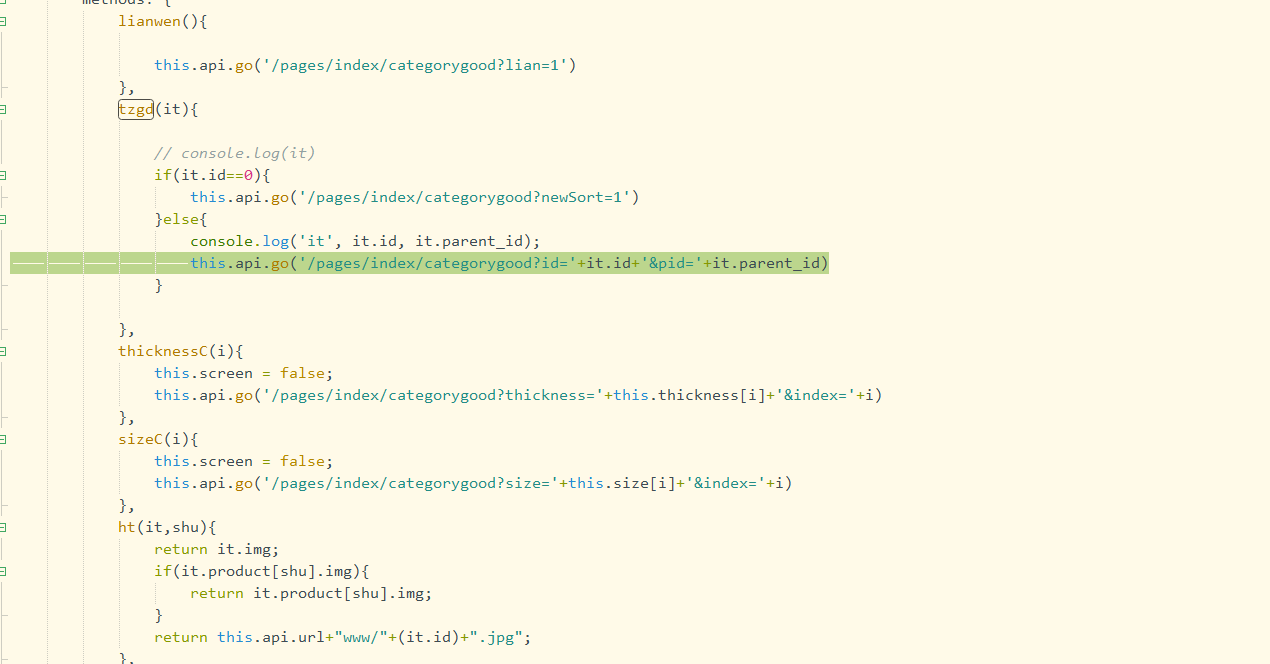 methods: {
lianwen(){
this.api.go('/pages/index/categorygood?lian=1')
},
tzgd(it){
// console.log(it)
if(it.id==0){
this.api.go('/pages/index/categorygood?newSort=1')
}else{
console.log('it', it.id, it.parent_id);
this.api.go('/pages/index/categorygood?id='+it.id+'&pid='+it.parent_id)
}
},
thicknessC(i){
this.screen = false;
this.api.go('/pages/index/categorygood?thickness='+this.thickness[i]+'&index='+i)
},
sizeC(i){
this.screen = false;
this.api.go('/pages/index/categorygood?size='+this.size[i]+'&index='+i)
},
ht(it,shu){
return it.img;
if(it.product[shu].img){
return it.product[shu].img;
}
return this.api.url+"www/"+(it.id)+".jpg";
},